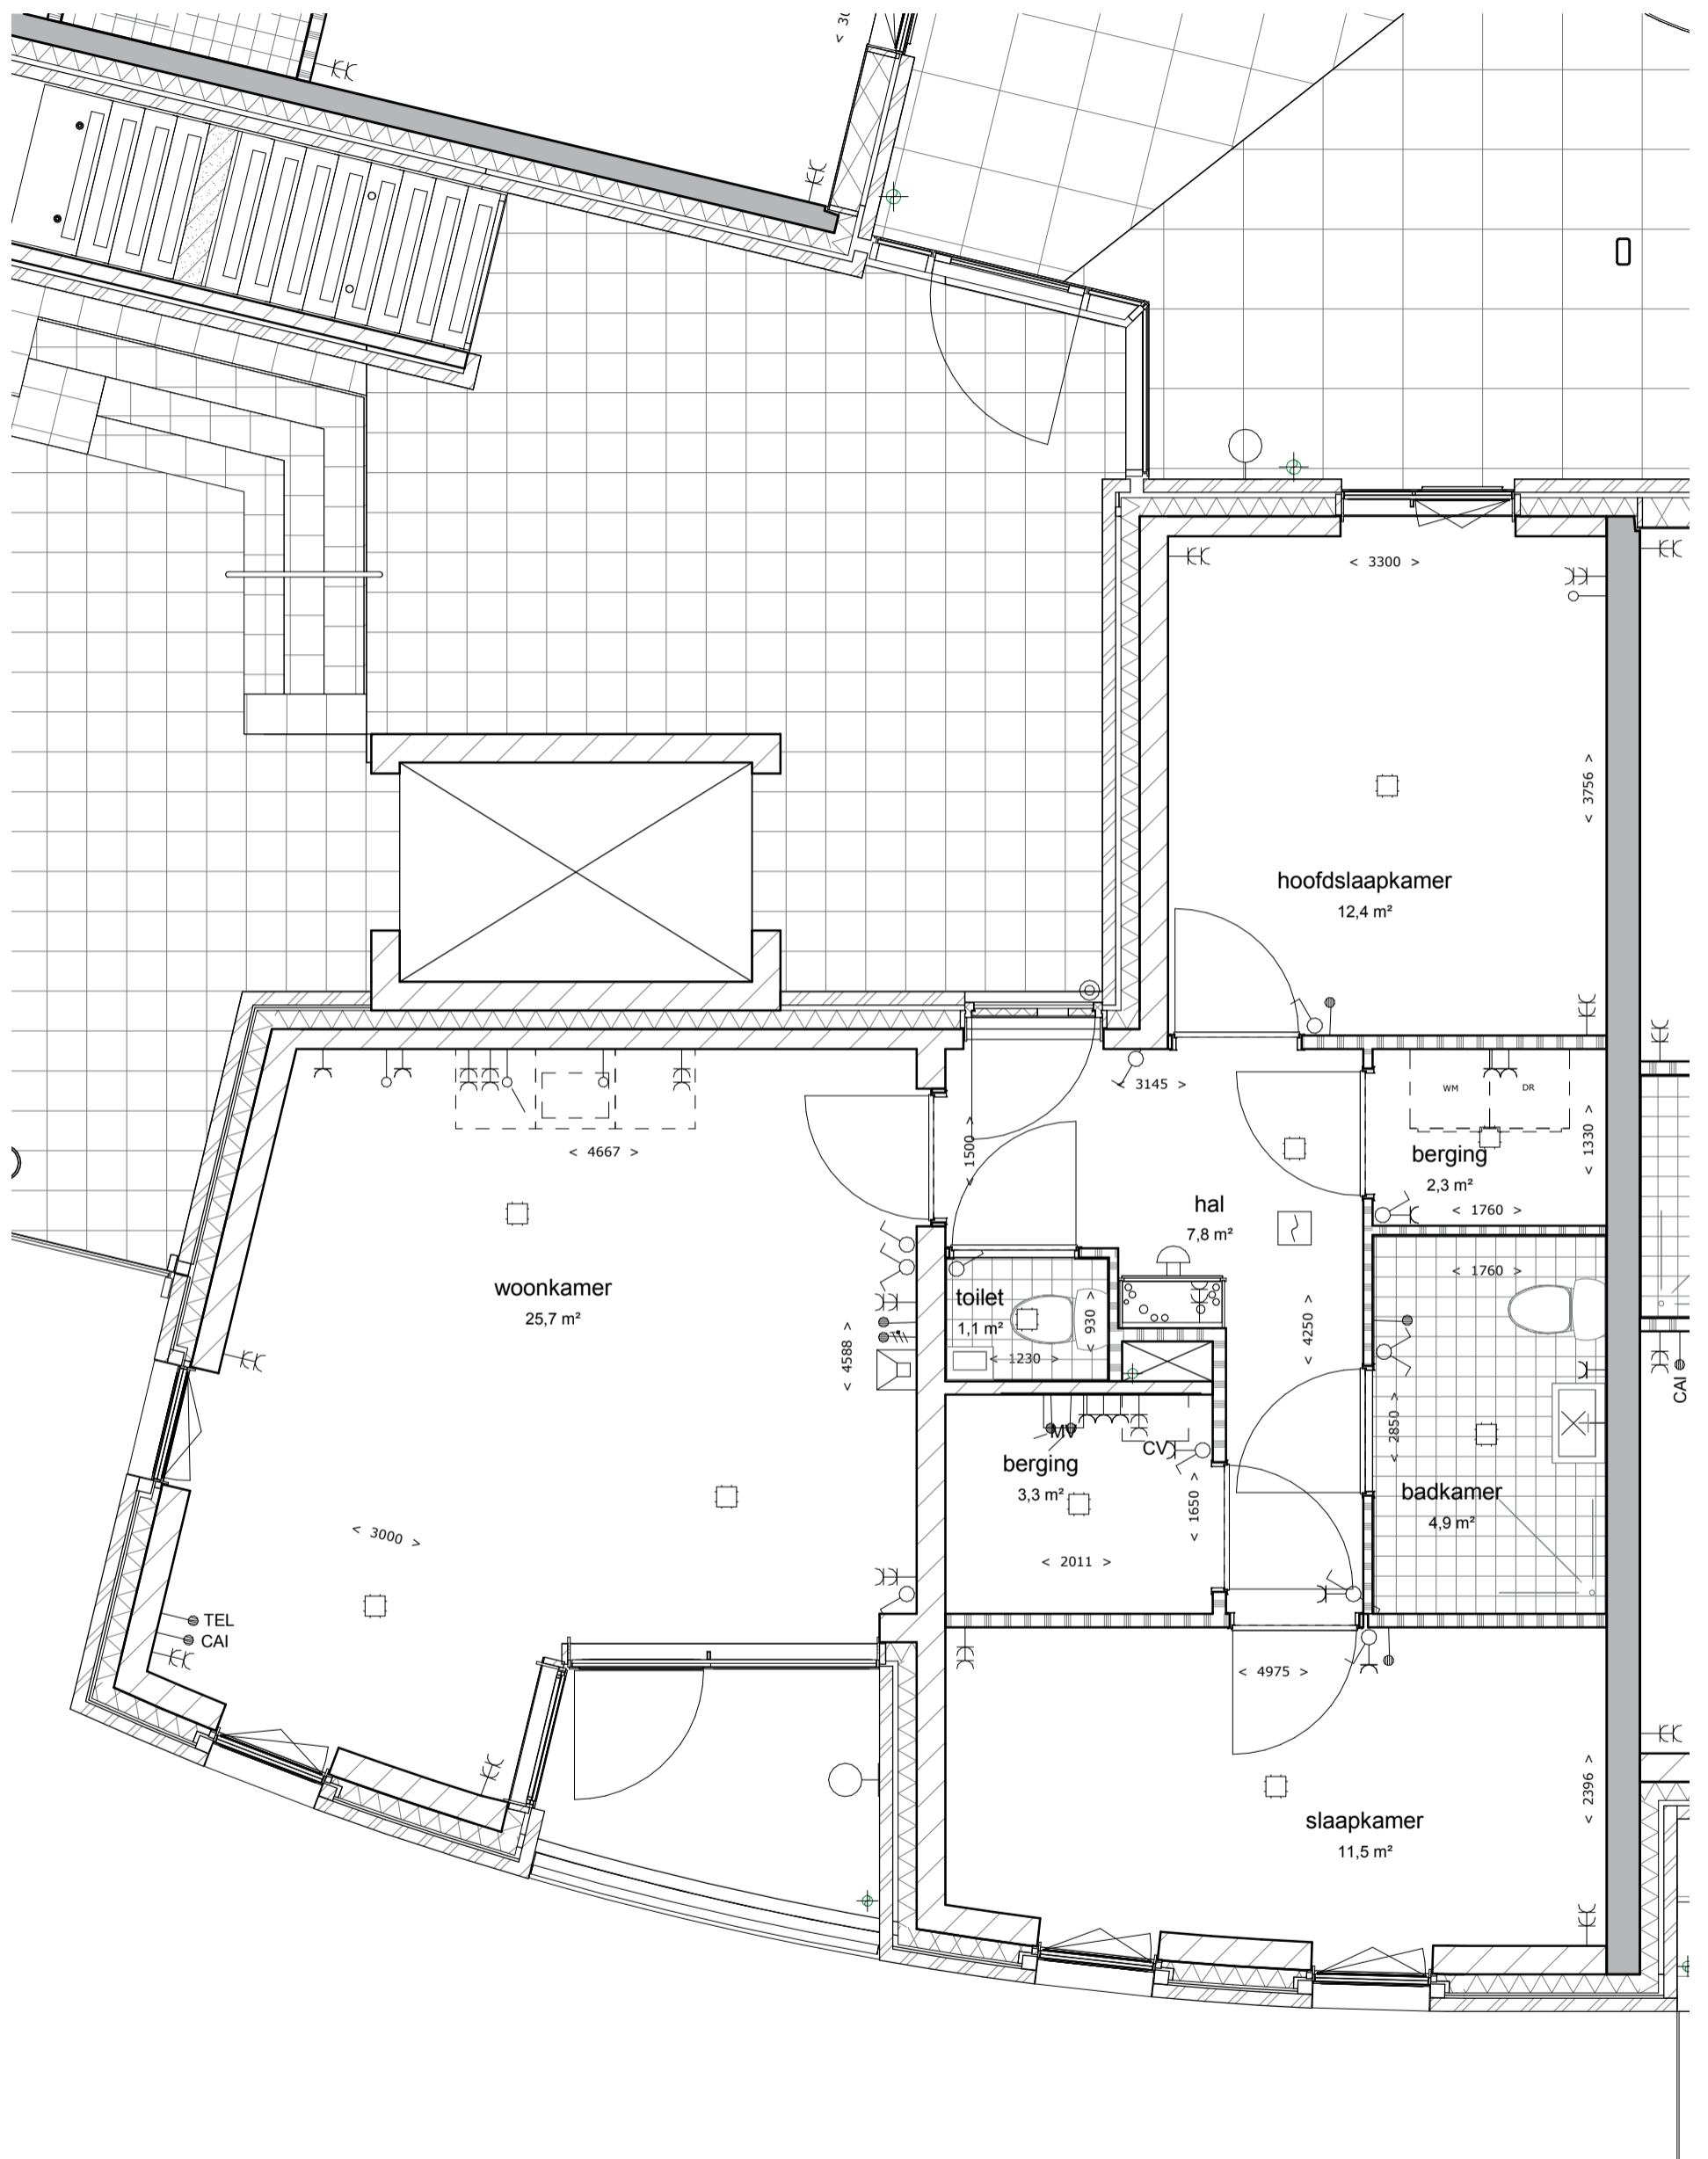 < 3300 >
< 3756 >
hoofdslaapkamer
12,4 m²
< 3145 >
WM
DR
< 1330 >
< 4667 >
< 1500 >
berging
2,3 m²
< 1760 >
hal
7,8 m²
< 1760 >
woonkamer
25,7 m²
toilet
1,1 m²
< 930 >
< 1230 >
< 4588 >
< 4250 >
CAI
MV
CV
berging
3,3 m²
< 1650 >
< 2850 >
badkamer
4,9 m²
< 3000 >
< 2011 >
TEL
CAI
< 4975 >
< 2396 >
slaapkamer
11,5 m²